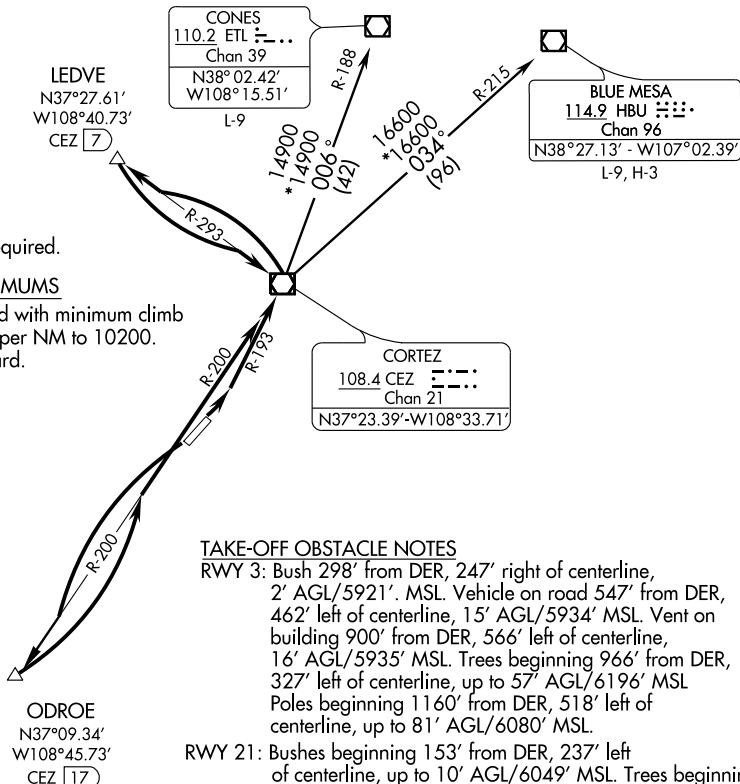 CONES
110.2 ETL
Chan 39
N38° 02.42′
W108° 15.51′
L-9
R-188
R-215
BLUE MESA
114.9 HBU
Chan 96
N38°27.13′ - W107°02.39′
L-9, H-3
LEDVE
N37°27.61′
W108°40.73′
CEZ 7
14900
*14900
006°
(42)
16600
*16600
034°
(96)
R-293
quired.
MUMS
d with minimum climb
per NM to 10200.
rd.
R-200
R-193
CORTEZ
108.4 CEZ
Chan 21
N37°23.39′-W108°33.71′
R-200
ODROE
N37°09.34′
W108°45.73′
CEZ 17
TAKE-OFF OBSTACLE NOTES
RWY 3: Bush 298′ from DER, 247′ right of centerline,
2′ AGL/5921′. MSL. Vehicle on road 547′ from DER,
462′ left of centerline, 15′ AGL/5934′ MSL. Vent on
building 900′ from DER, 566′ left of centerline,
16′ AGL/5935′ MSL. Trees beginning 966′ from DER,
327′ left of centerline, up to 57′ AGL/6196′ MSL
Poles beginning 1160′ from DER, 518′ left of
centerline, up to 81′ AGL/6080′ MSL.
RWY 21: Bushes beginning 153′ from DER, 237′ left
of centerline, up to 10′ AGL/6049′ MSL. Trees beginni